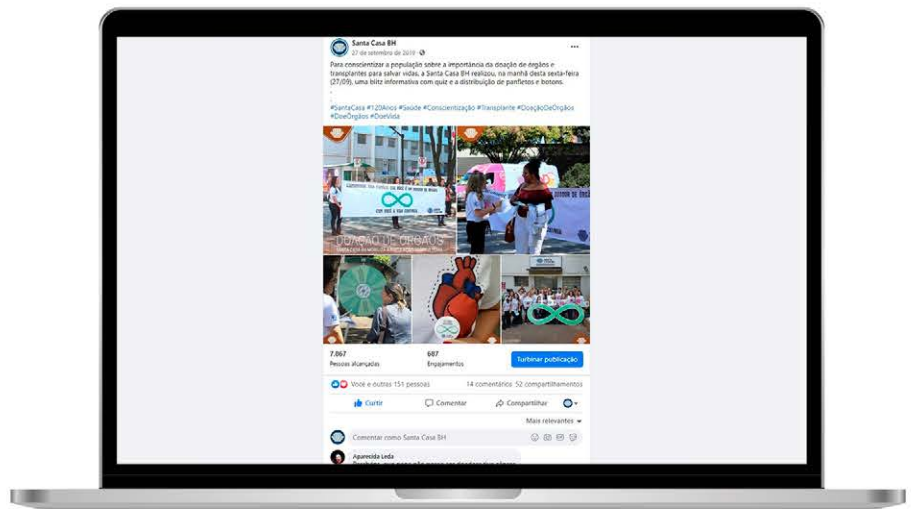 Santa Casa BH
27 de setembro de 2019
Para conscientizar a população sobre a importância da doação de órgãos e
transplantes para salvar vidas, a Santa Casa BH realizou, na manhã desta sexta-feira
(27/09), uma blitz informativa com quiz e a distribuição de panfletos e botons.
.
.
#SantaCasa #120Anos #Saúde #Conscientização #Transplante #DoaçãoDeÓrgãos
#DoeÓrgãos #DoeVida
DOAÇÃO DE ÓRGÃOS
7.067
687
Pessoas alcançadas
Engajamentos
Turbinar publicação
Você e outras 151 pessoas
14 comentários 52 compartilhamentos
Curtir
Comentar
Compartilhar
Mais relevantes
Comentar como Santa Casa BH
Aparecida Leda